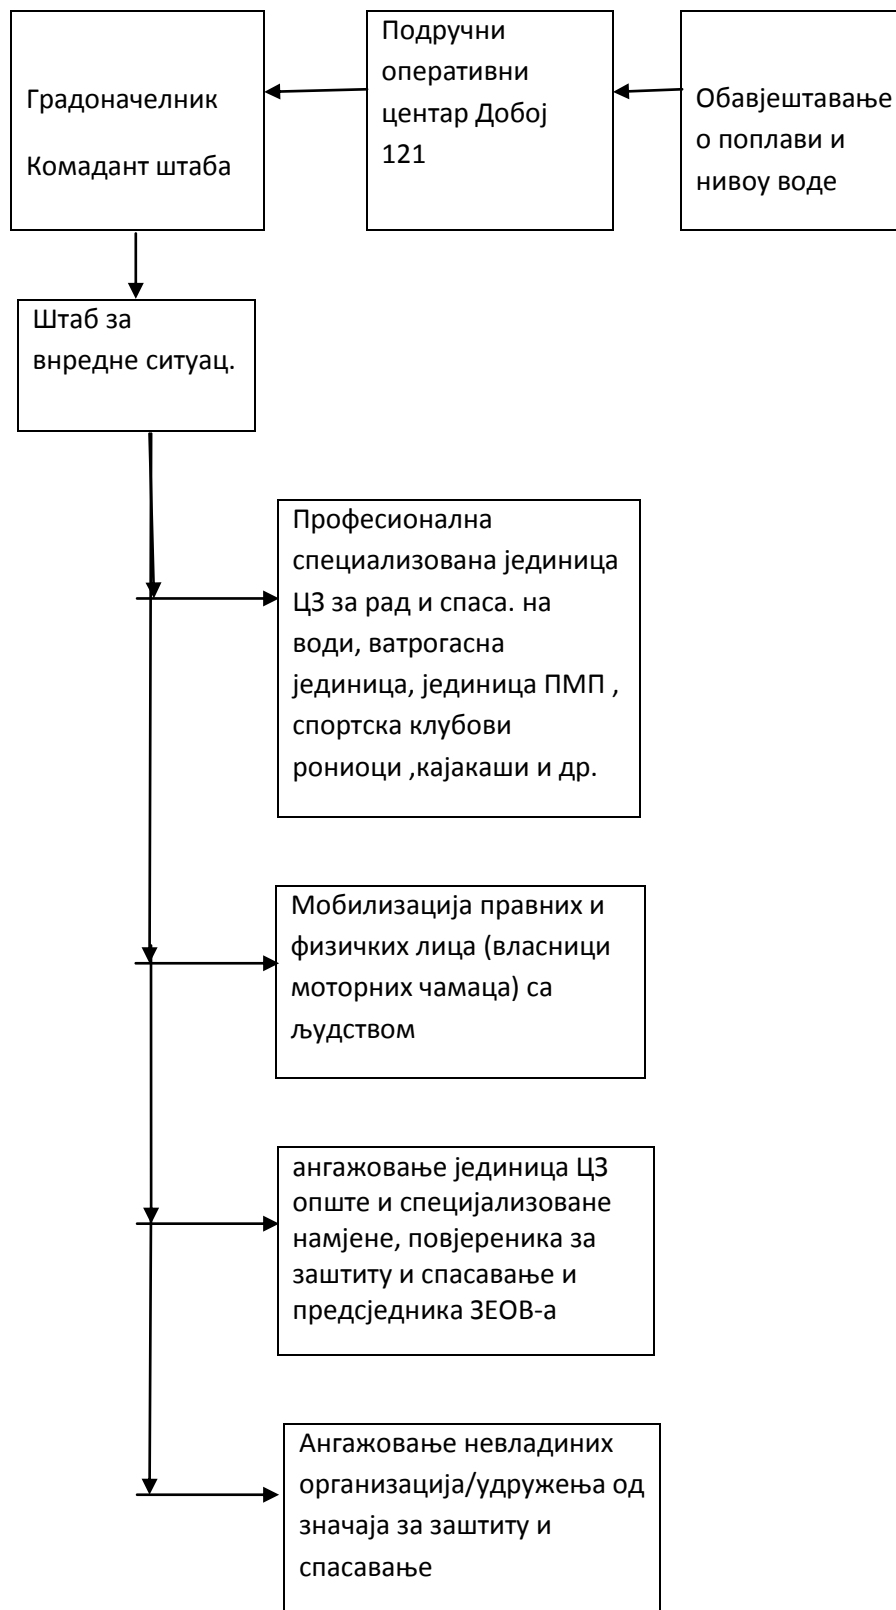 Градоначелник
Комадант штаба
Подручни
оперативни
центар Добој
121
Обавјештавање
о поплави и
нивоу воде
Штаб за
внредне ситуац.
Професионална
специализована јединица
ЦЗ за рад и спаса. на
води, ватрогасна
јединица, јединица ПМП ,
спортска клубови
рониоци ,кајакаши и др.
Мобилизација правних и
физичких лица (власници
моторних чамаца) са
људством
ангажовање јединица ЦЗ
опште и специјализоване
намјене, повјереника за
заштиту и спасавање и
предсједника ЗЕОВ-а
Ангажовање невладиних
организација/удружења од
значаја за заштиту и
спасавање